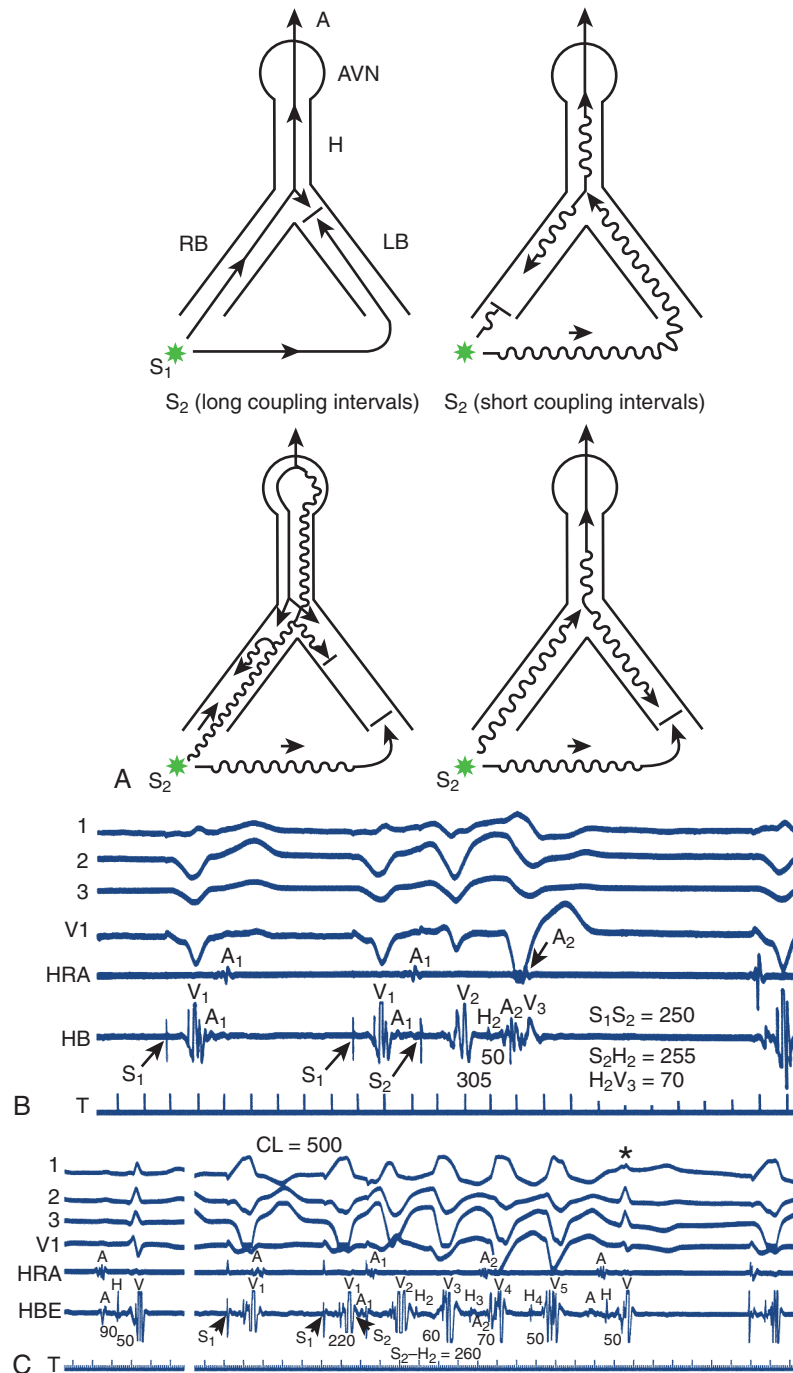 A
AVN
H
RB
LB
S1
S2 (long coupling intervals)
S2 (short coupling intervals)
A
S2
S2
1
2
3
V1
HRA
A1
A1
A2
HB
V1
A1
V1
A1
V2
H2
A2
V3
50
S1
S1
S2
305
S1S2 = 250
S2H2 = 255
H2V3 = 70
B
T
CL = 500
*
1
2
3
V1
HRA
A
A
A1
A2
A
HBE
A
H
V
V1
V1
A1
V2
H2
V3
H3
A2
V4
H4
V5
A
H
V
90
50
S1
S1
220
S2
60
70
50
50
S2–H2 = 260
C
T